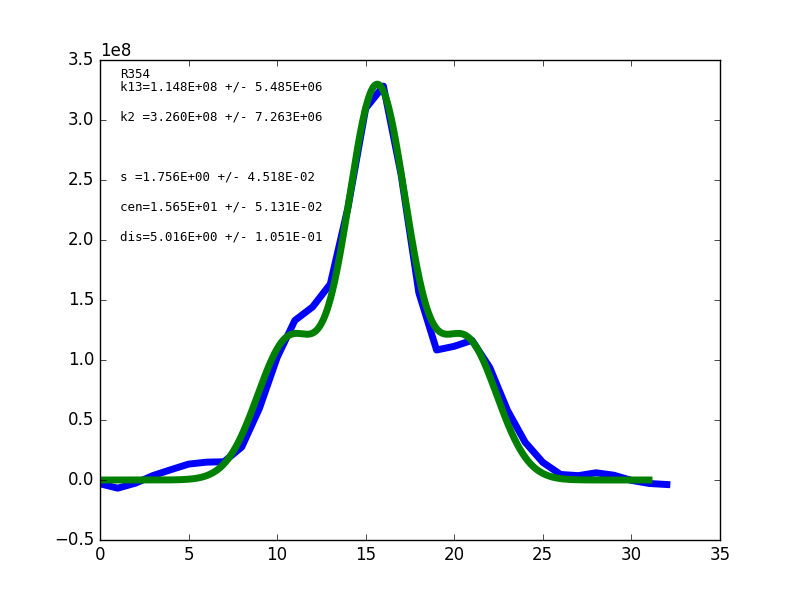 1e8
3.5
3.0
2.5
2.0
1.5
1.0
0.5
0.0
−0.5
R354
k13=1.148E+08 +/- 5.485E+06
k2 =3.260E+08 +/- 7.263E+06
s =1.756E+00 +/- 4.518E-02
cen=1.565E+01 +/- 5.131E-02
dis=5.016E+00 +/- 1.051E-01
0 5 10 15 20 25 30 35